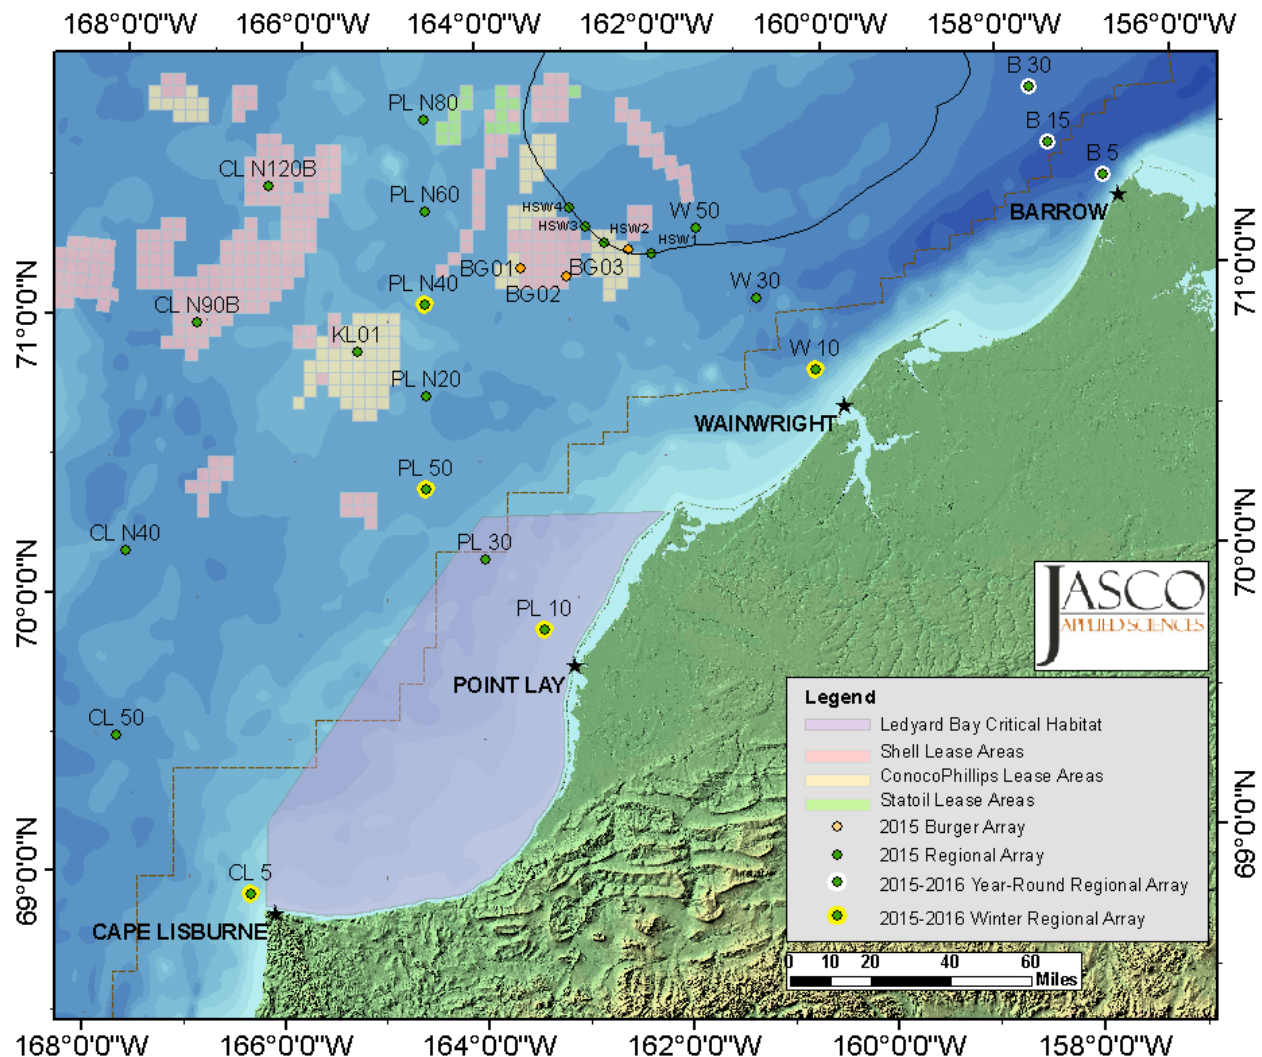 168°0'0"W 166°0'0"W 164°0'0"W 162°0'0"W 160°0'0"W 158°0'0"W 156°0'0"W
B 30
PL N80
B 15
B 5
CL N120B
PL N60
HSW4
W 50
BARROW
HSW3
HSW2
HSW1
BG01
BG03
PL N40
BG02
W 30
71°0'0"N
71°0'0"N
CL N90B
KL01
W 10
PL N20
WAINWRIGHT
PL 50
CL N40
PL 30
70°0'0"N
70°0'0"N
JASCO
APPLIED SCIENCES
PL 10
POINT LAY
CL 50
Legend
Ledyard Bay Critical Habitat
Shell Lease Areas
ConocoPhillips Lease Areas
Statoil Lease Areas
2015 Burger Array
2015 Regional Array
2015-2016 Year-Round Regional Array
2015-2016 Winter Regional Array
69°0'0"N
69°0'0"N
CL 5
CAPE LISBURNE
0 10 20 40 60
Miles
168°0'0"W 166°0'0"W 164°0'0"W 162°0'0"W 160°0'0"W 158°0'0"W